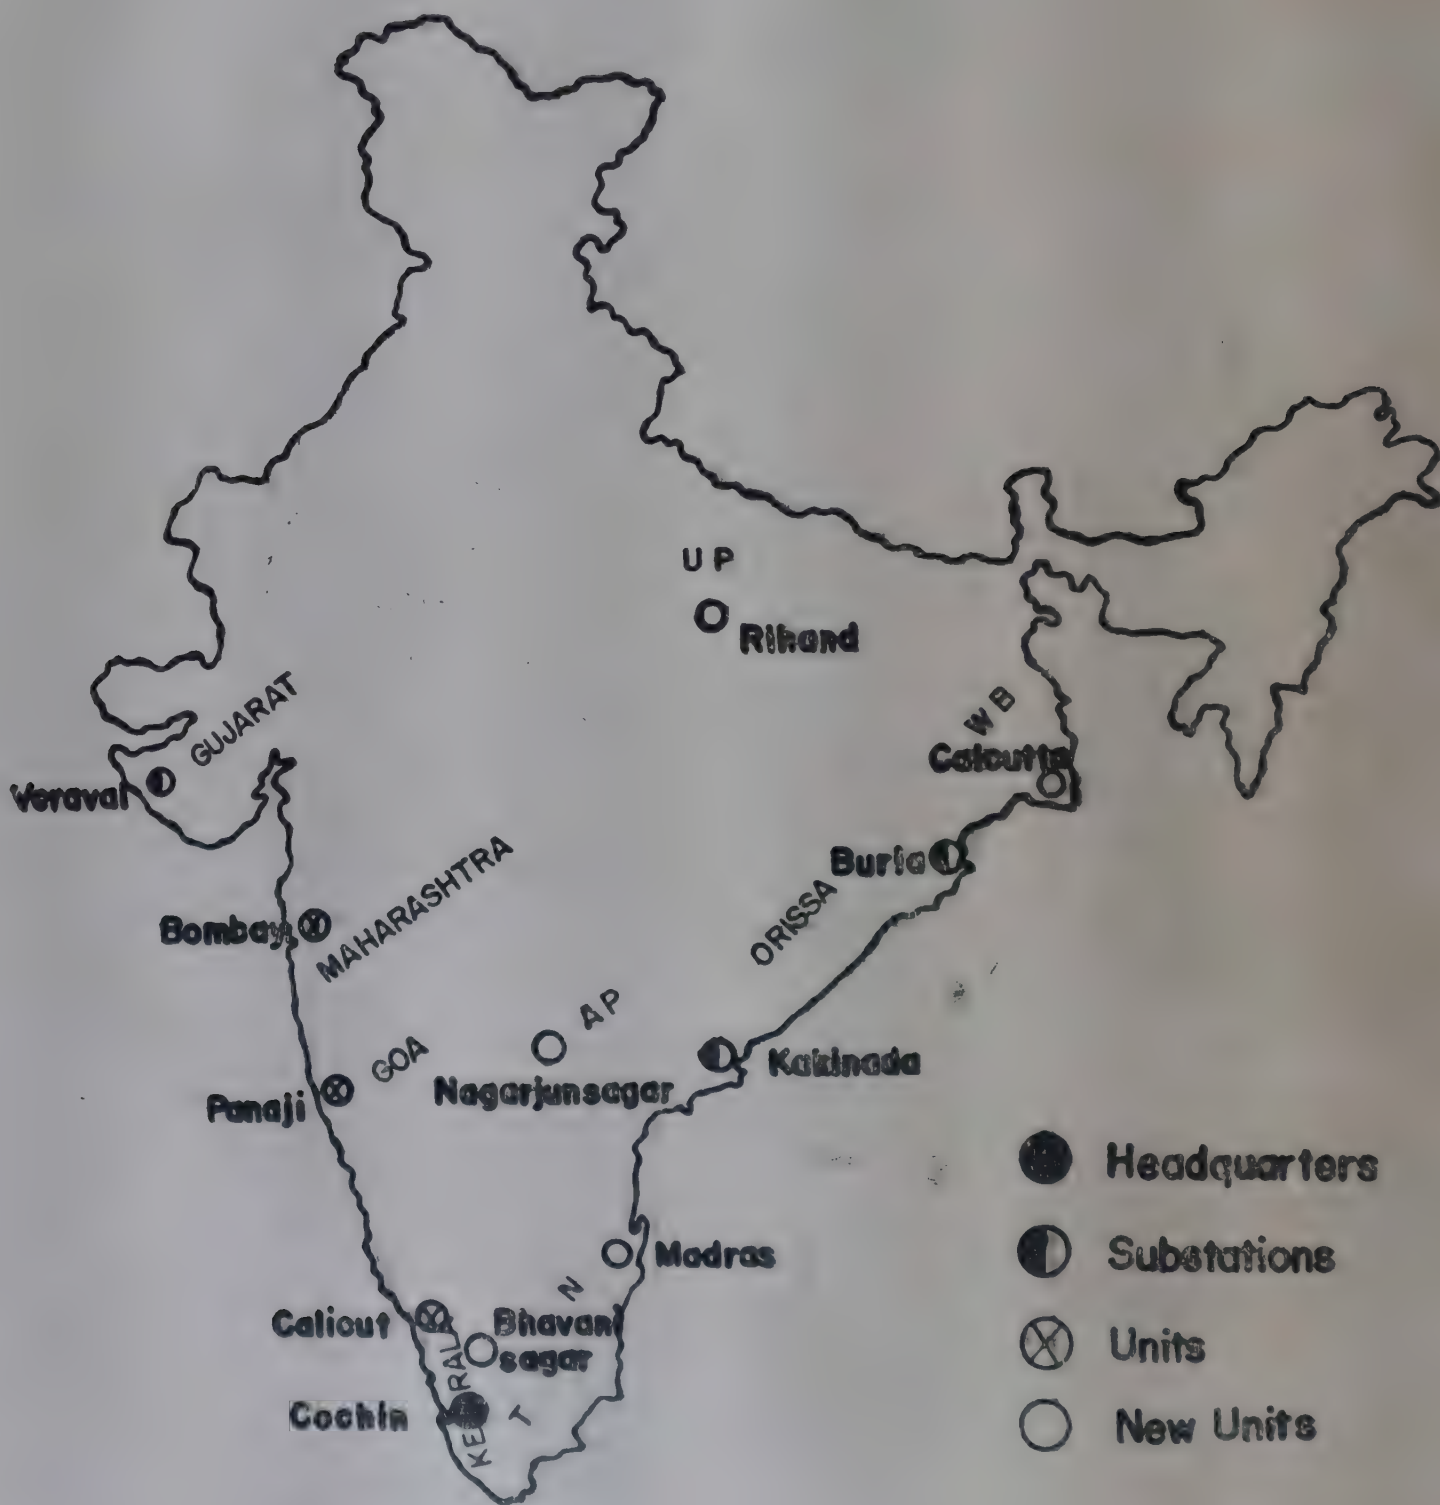 U P
Rihand
GUJARAT
W B
Calcutta
Veraval
Burla
MAHARASHTRA
Bombay
ORISSA
AP
GOA
Nagarjunsagar
Kakinada
Panaji
Headquarters
Madras
Substations
N
Calicut
Bhavani
sagar
Units
KERALA
T
Cochin
New Units